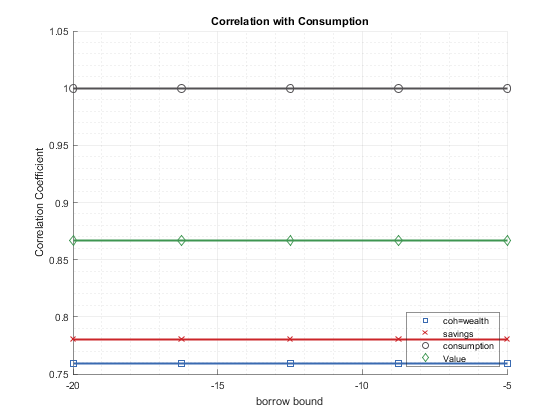 Correlation with Consumption
1.05
1
0.95
0.9
0.85
0.8
0.75
Correlation Coefficient
-20
-15
-10
-5
borrow bound
coh=wealth
savings
consumption
Value